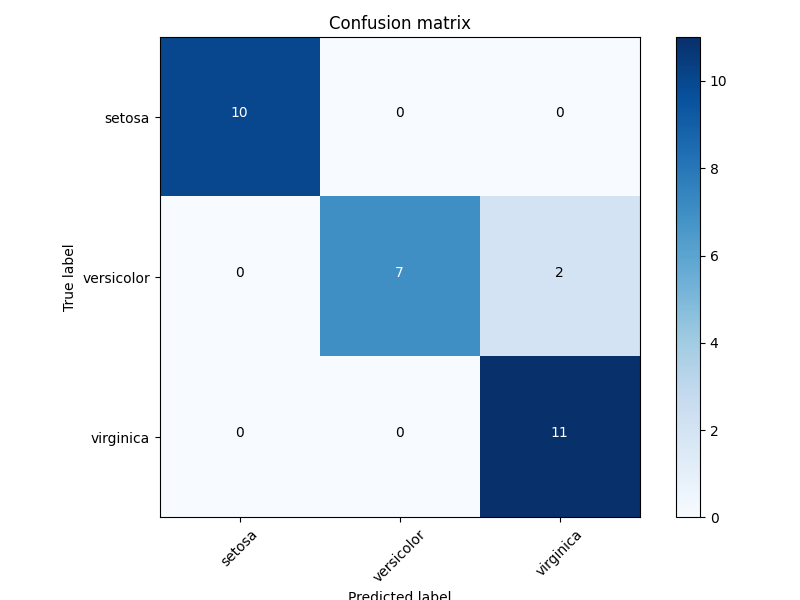 Confusion matrix
True label
setosa
10 0 0
versicolor
0 7 2
virginica
0 0 11
setosa
versicolor
virginica
Predicted label
10
8
6
4
2
0